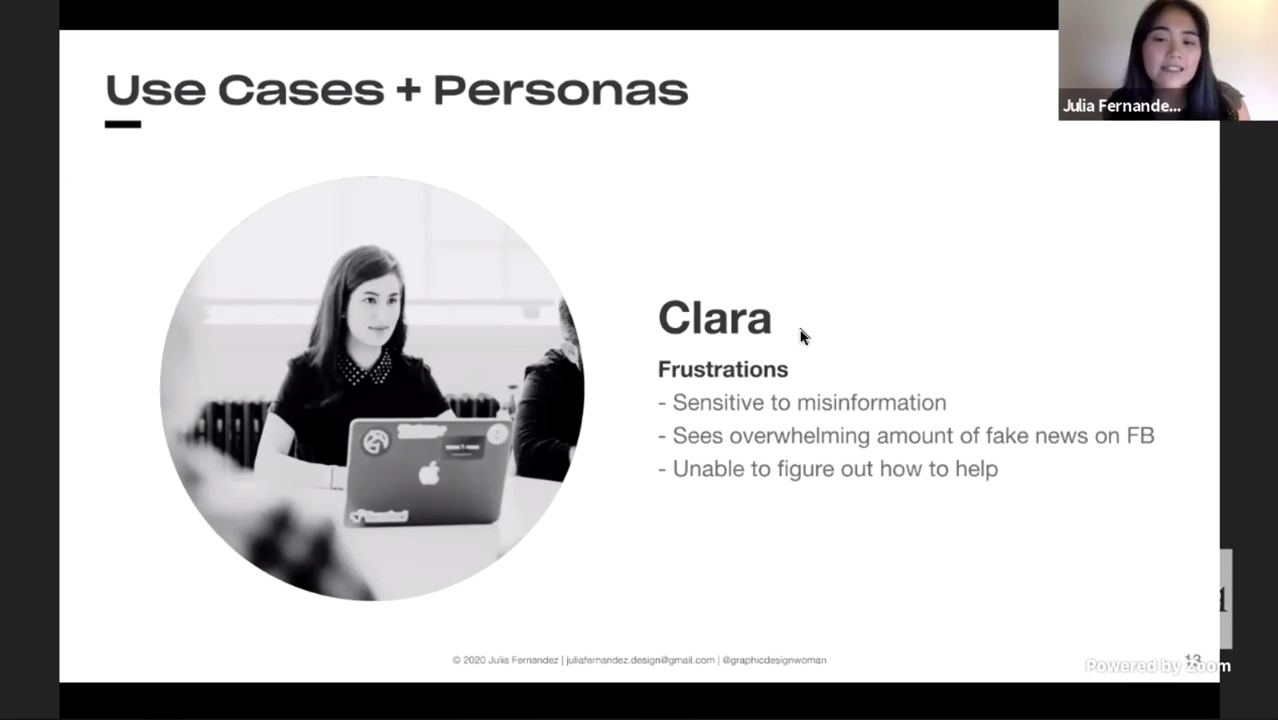 Use Cases + Personas
Julia Fernande...
Clara
Frustrations
- Sensitive to misinformation
- Sees overwhelming amount of fake news on FB
- Unable to figure out how to help
© 2020 Julia Fernandez | juliafernandez.design@gmail.com | @graphicdesignwoman
13
Powered by Zoom